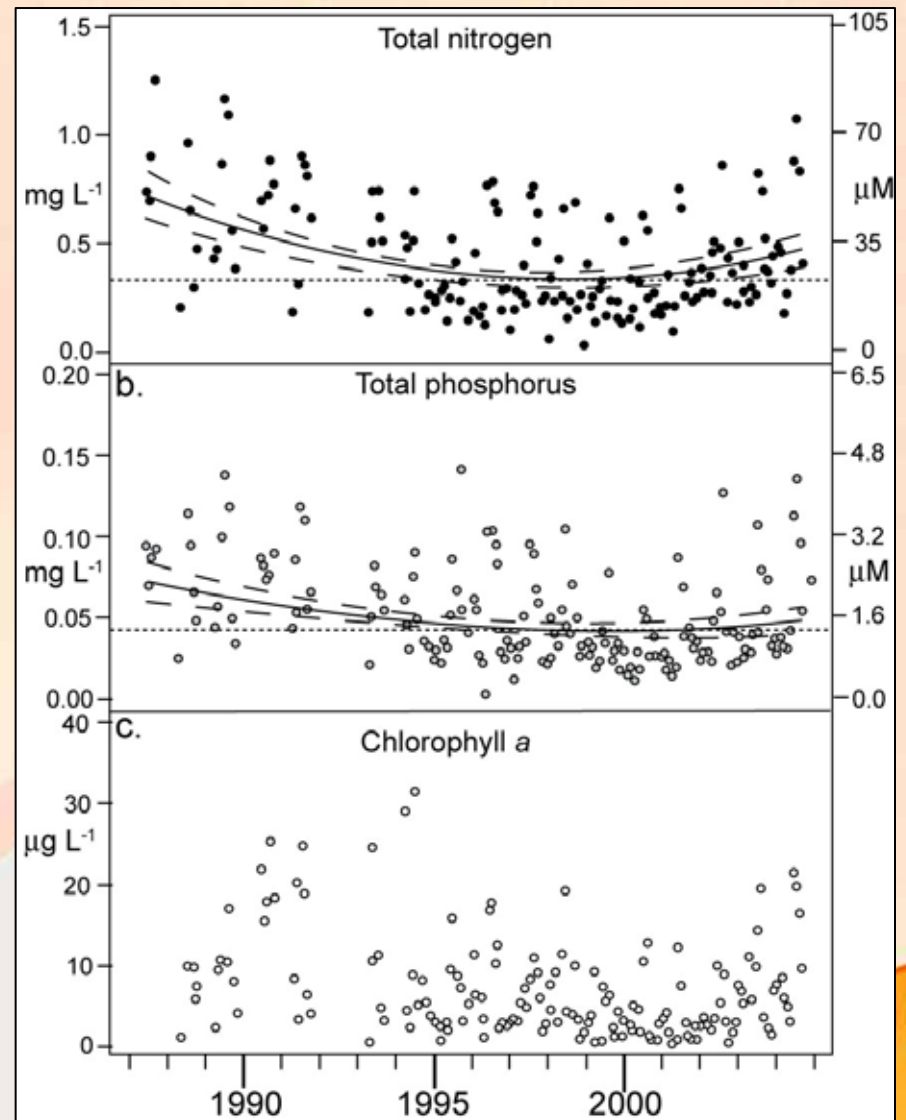 Total nitrogen
1.5
1.0
mg L⁻¹
0.5
0.0
105
70
µM
35
0
b.
Total phosphorus
0.20
0.15
0.10
mg L⁻¹
0.05
0.00
6.5
4.8
3.2
µM
1.6
0.0
c.
Chlorophyll a
40
30
µg L⁻¹
20
10
0
1990 1995 2000